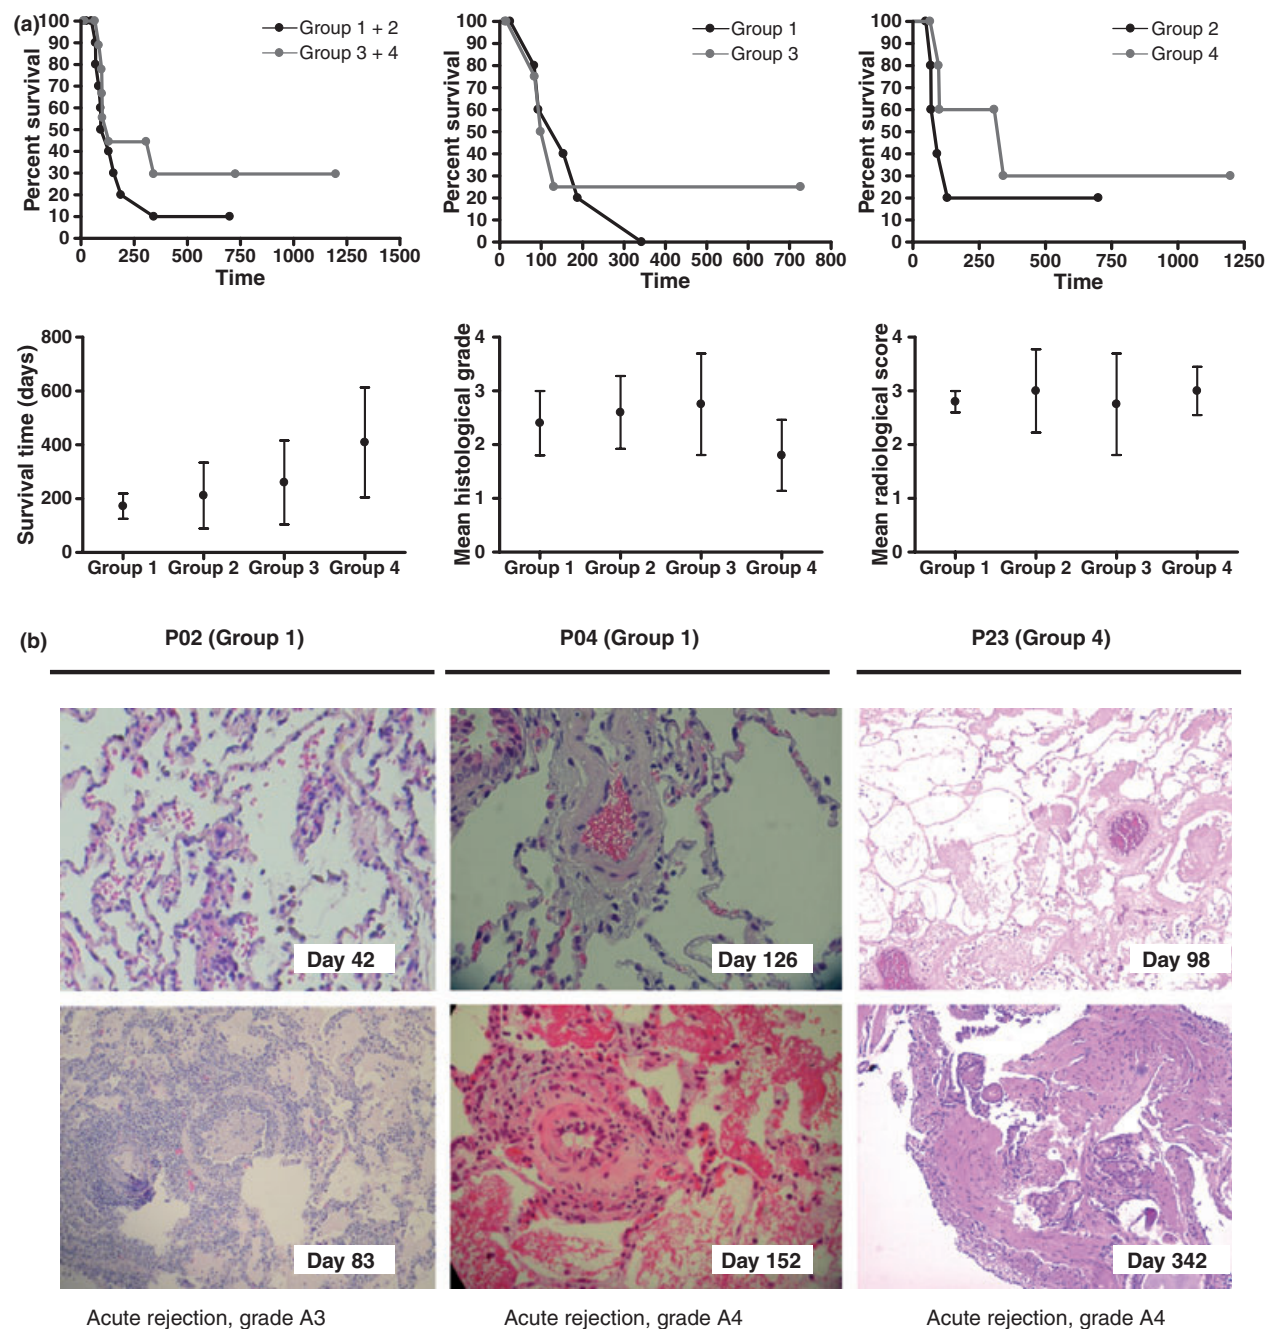 (a)
Group 1 + 2
Group 3 + 4
Percent survival
100
90
80
70
60
50
40
30
20
10
0
0 250 500 750 1000 1250 1500
Time
Group 1
Group 3
Percent survival
100
90
80
70
60
50
40
30
20
10
0
0 100 200 300 400 500 600 700 800
Time
Group 2
Group 4
Percent survival
100
90
80
70
60
50
40
30
20
10
0
0 250 500 750 1000 1250
Time
Survival time (days)
800
600
400
200
0
Group 1 Group 2 Group 3 Group 4
Mean histological grade
4
3
2
1
0
Group 1 Group 2 Group 3 Group 4
Mean radiological score
4
3
2
1
0
Group 1 Group 2 Group 3 Group 4
(b)
P02 (Group 1) P04 (Group 1) P23 (Group 4)
Day 42 Day 126 Day 98
Day 83 Day 152 Day 342
Acute rejection, grade A3 Acute rejection, grade A4 Acute rejection, grade A4